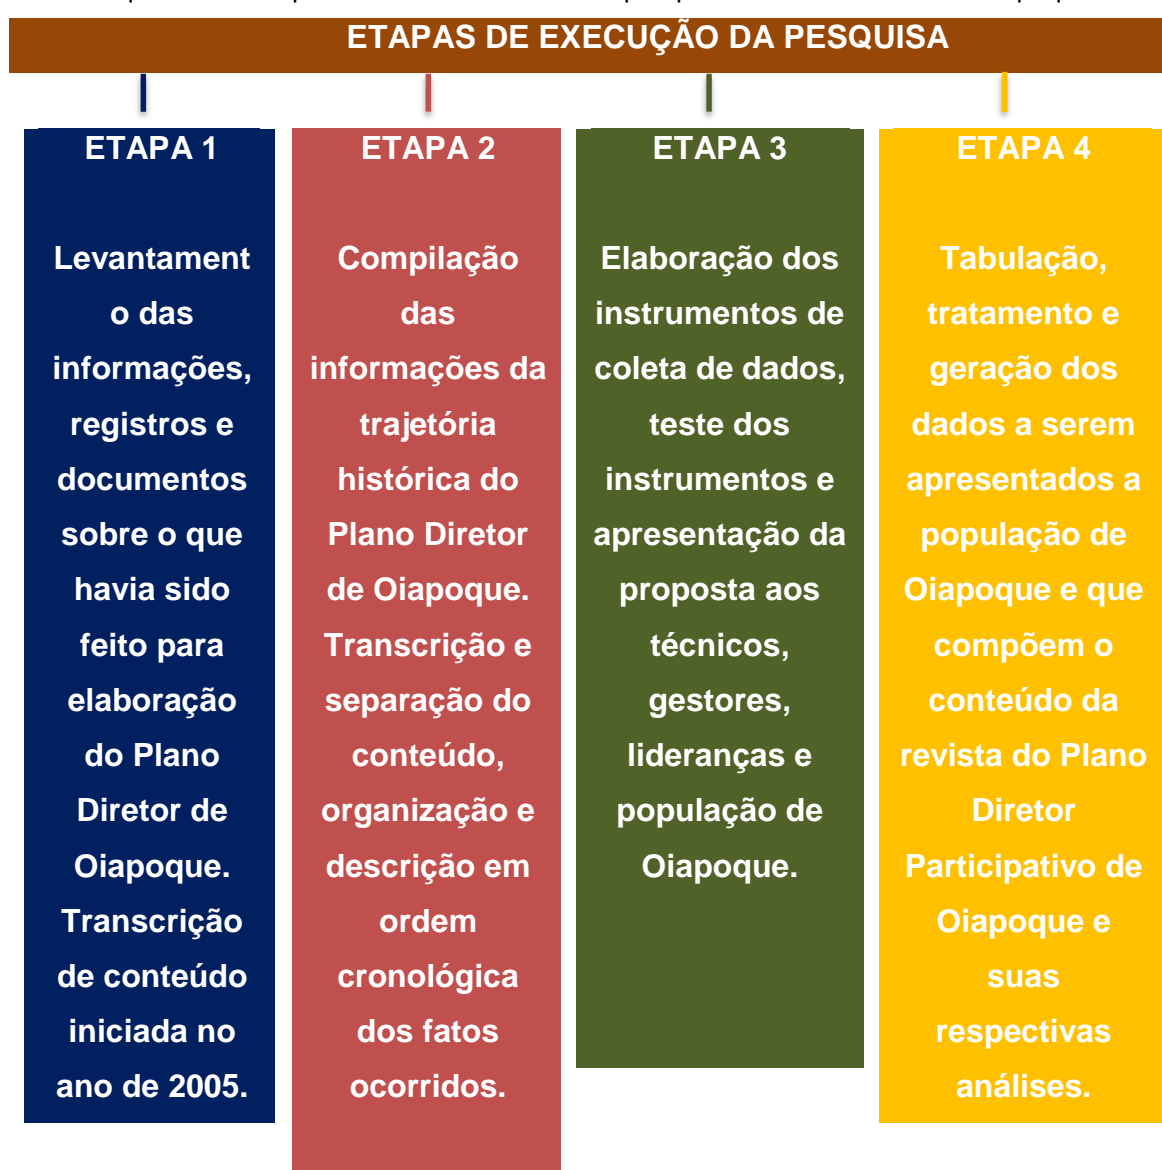 ETAPAS DE EXECUÇÃO DA PESQUISA
ETAPA 1
Levantament
o das
informações,
registros e
documentos
sobre o que
havia sido
feito para
elaboração
do Plano
Diretor de
Oiapoque.
Transcrição
de conteúdo
iniciada no
ano de 2005.
ETAPA 2
Compilação
das
informações da
trajetória
histórica do
Plano Diretor
de Oiapoque.
Transcrição e
separação do
conteúdo,
organização e
descrição em
ordem
cronológica
dos fatos
ocorridos.
ETAPA 3
Elaboração dos
instrumentos de
coleta de dados,
teste dos
instrumentos e
apresentação da
proposta aos
técnicos,
gestores,
lideranças e
população de
Oiapoque.
ETAPA 4
Tabulação,
tratamento e
geração dos
dados a serem
apresentados a
população de
Oiapoque e que
compõem o
conteúdo da
revista do Plano
Diretor
Participativo de
Oiapoque e
suas
respectivas
análises.